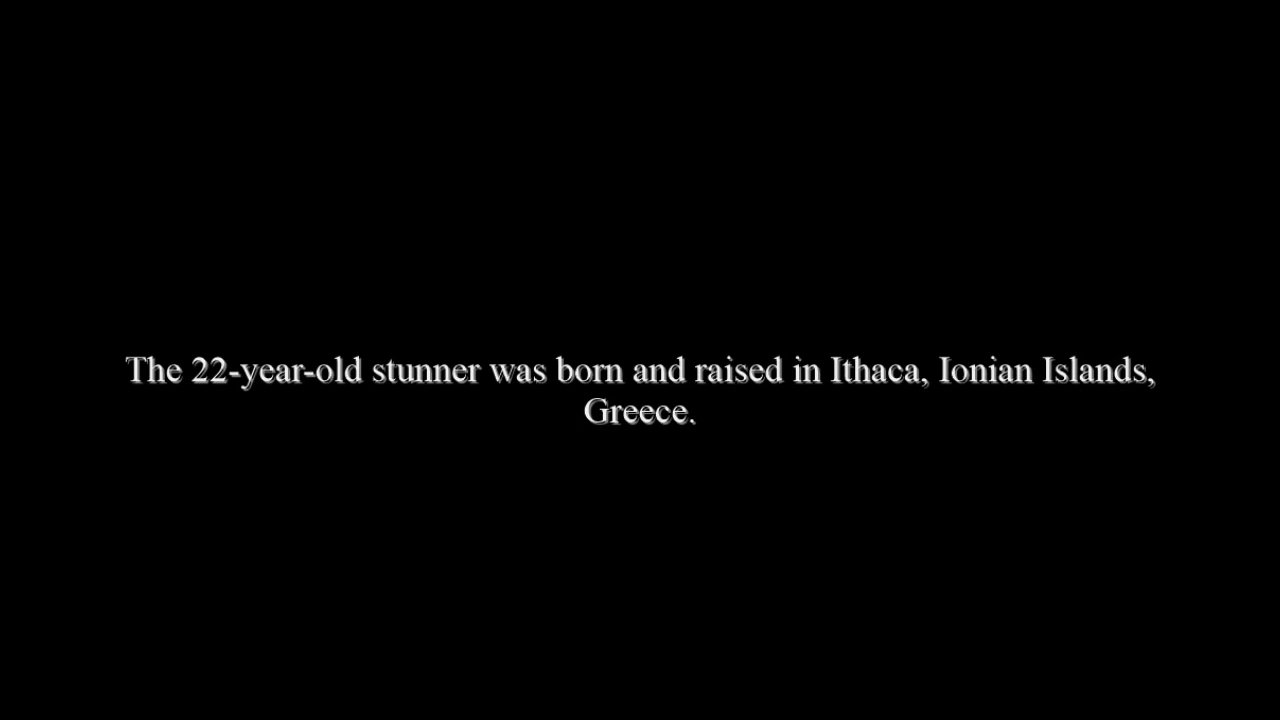 The 22-year-old stunner was born and raised in Ithaca, Ionian Islands,
Greece.